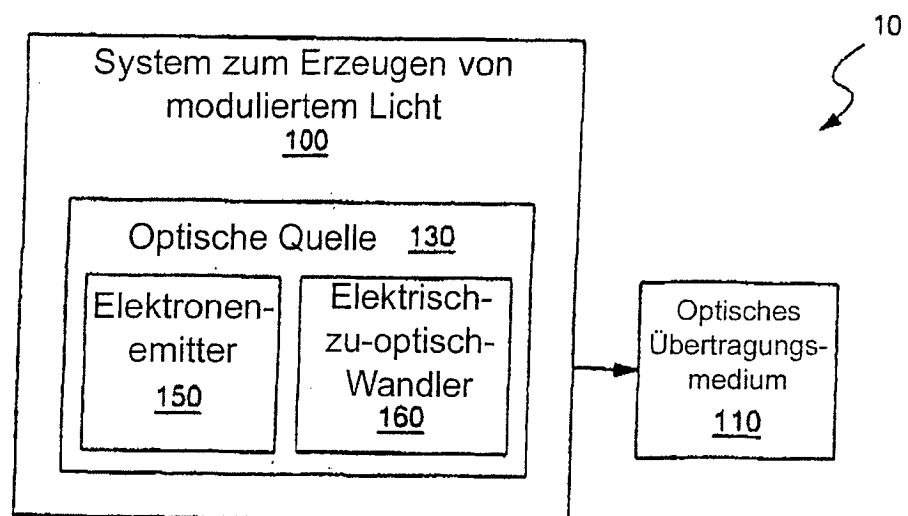 10
System zum Erzeugen von
moduliertem Licht
100
Optische Quelle 130
Elektronen-
emitter
150
Elektrisch-
zu-optisch-
Wandler
160
Optisches
Übertragungs-
medium
110